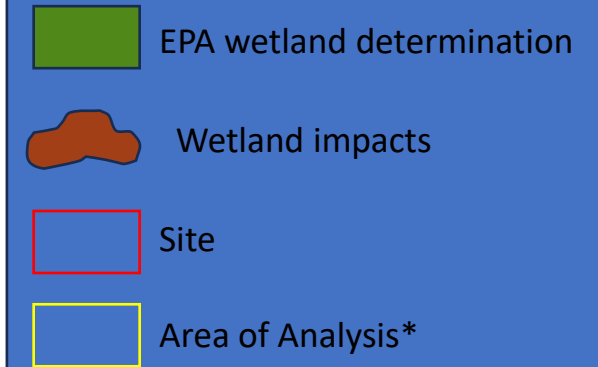 EPA wetland determination
Wetland impacts
Site
Area of Analysis*